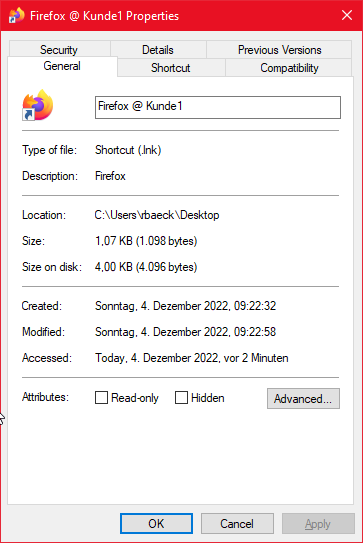 Firefox @ Kunde1 Properties
Security Details Previous Versions
General Shortcut Compatibility
Firefox @ Kunde1
Type of file: Shortcut (.lnk)
Description: Firefox
Location: C:\Users\rbaeck\Desktop
Size: 1,07 KB (1.098 bytes)
Size on disk: 4,00 KB (4.096 bytes)
Created: Sonntag, 4. Dezember 2022, 09:22:32
Modified: Sonntag, 4. Dezember 2022, 09:22:58
Accessed: Today, 4. Dezember 2022, vor 2 Minuten
Attributes: Read-only Hidden Advanced...
OK Cancel Apply